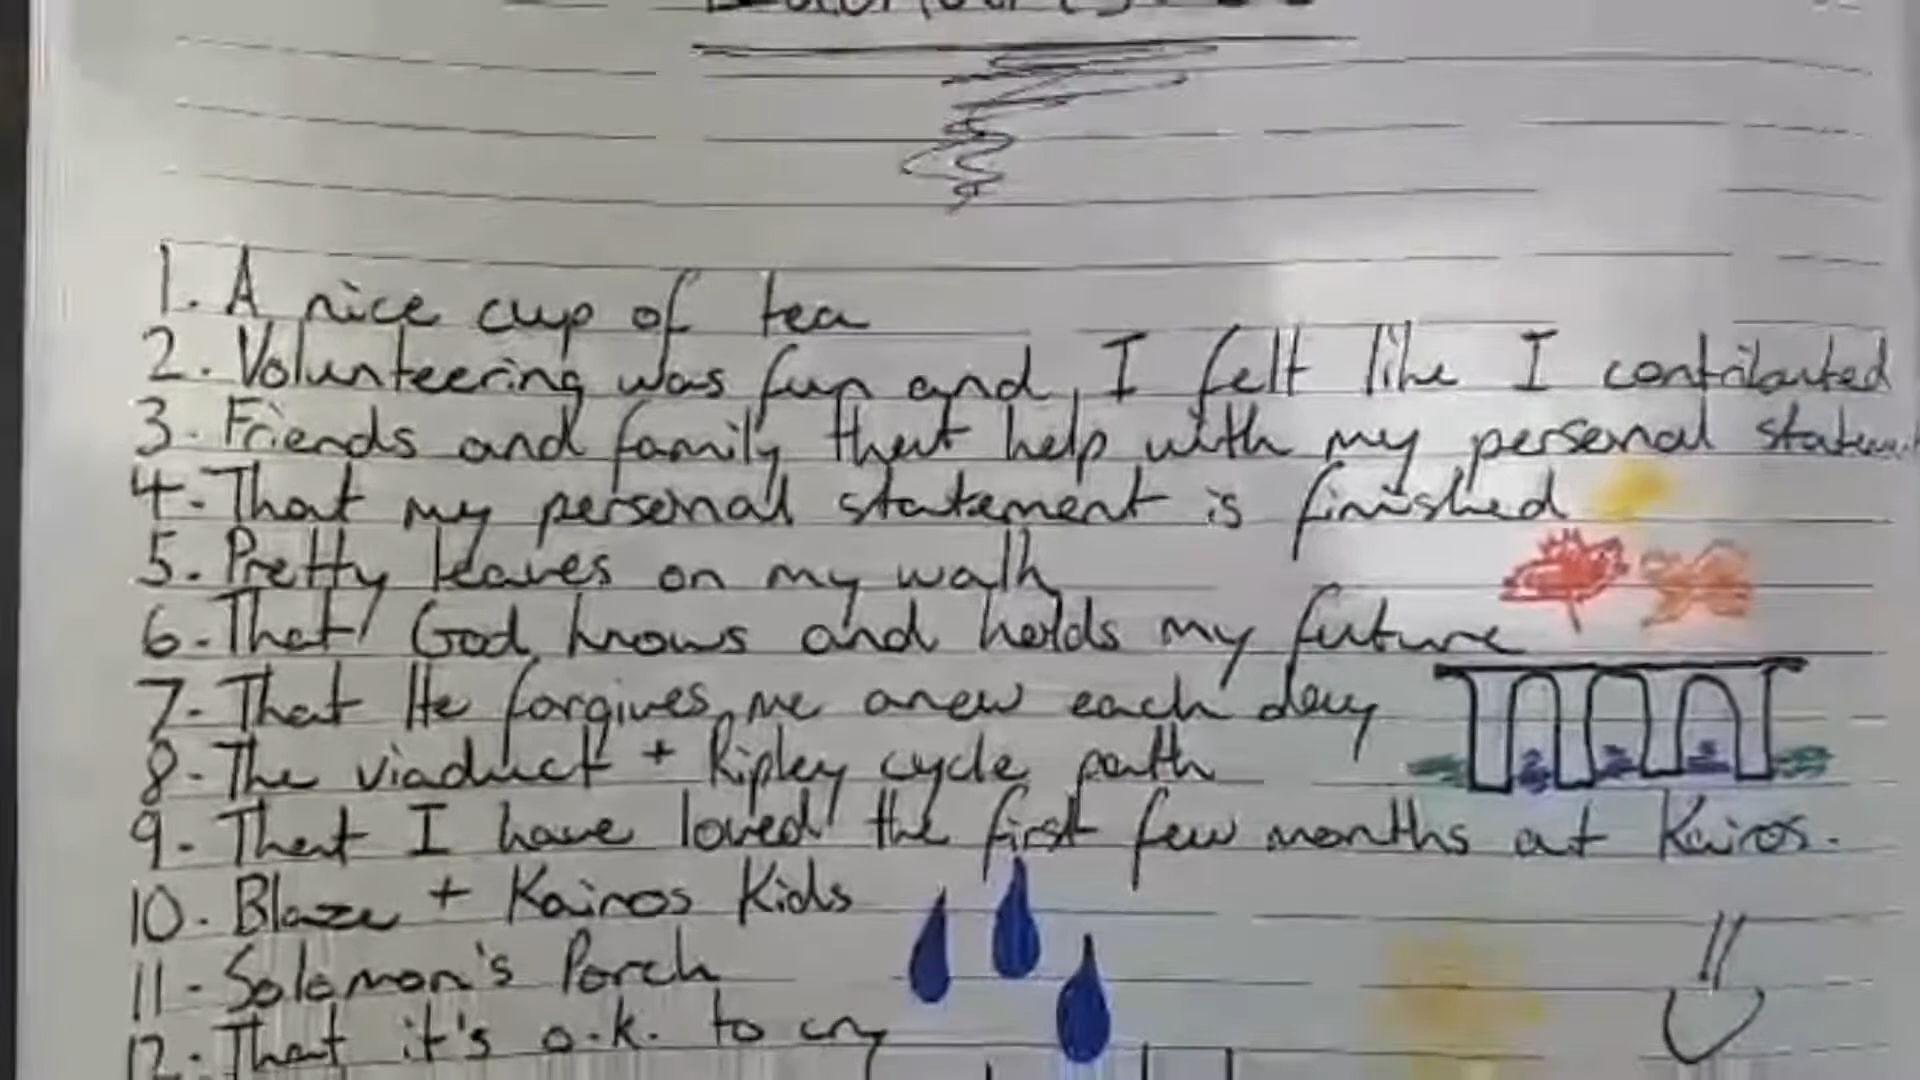 1. A nice cup of tea
2. Volunteering was fun and I felt like I contributed
3. Friends and family that help with my personal statement
4. That my personal statement is finished
5. Pretty leaves on my walk
6. That God knows and holds my future
7. That He forgives me anew each day
8. The viaduct + Ripley cycle path
9. That I have loved the first few months at Kairos.
10. Blaze + Kairos Kids
11. Solomon's Porch
12. That it's o.k. to cry